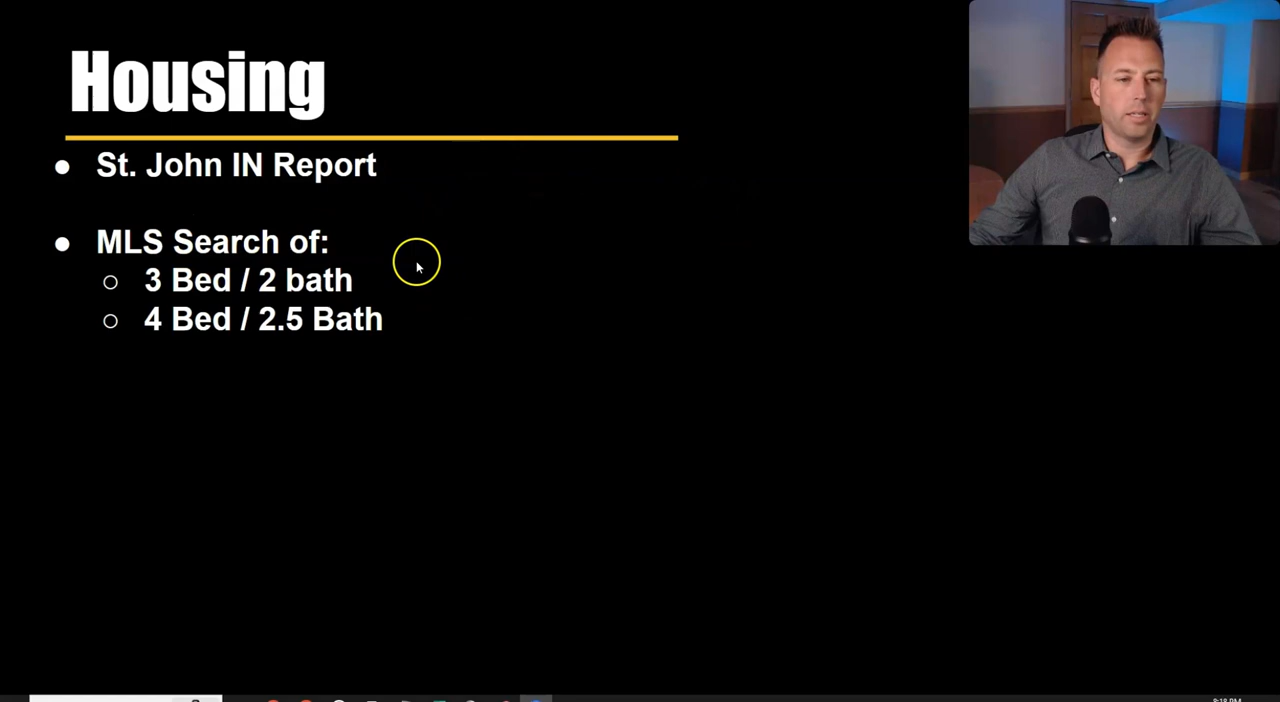 Housing
St. John IN Report
MLS Search of:
3 Bed / 2 bath
4 Bed / 2.5 Bath